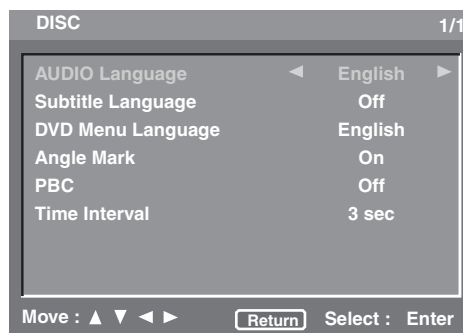 DISC 1/1
AUDIO Language ◄ English ►
Subtitle Language Off
DVD Menu Language English
Angle Mark On
PBC Off
Time Interval 3 sec
Move : ▲ ▼ ◄ ► Return Select : Enter